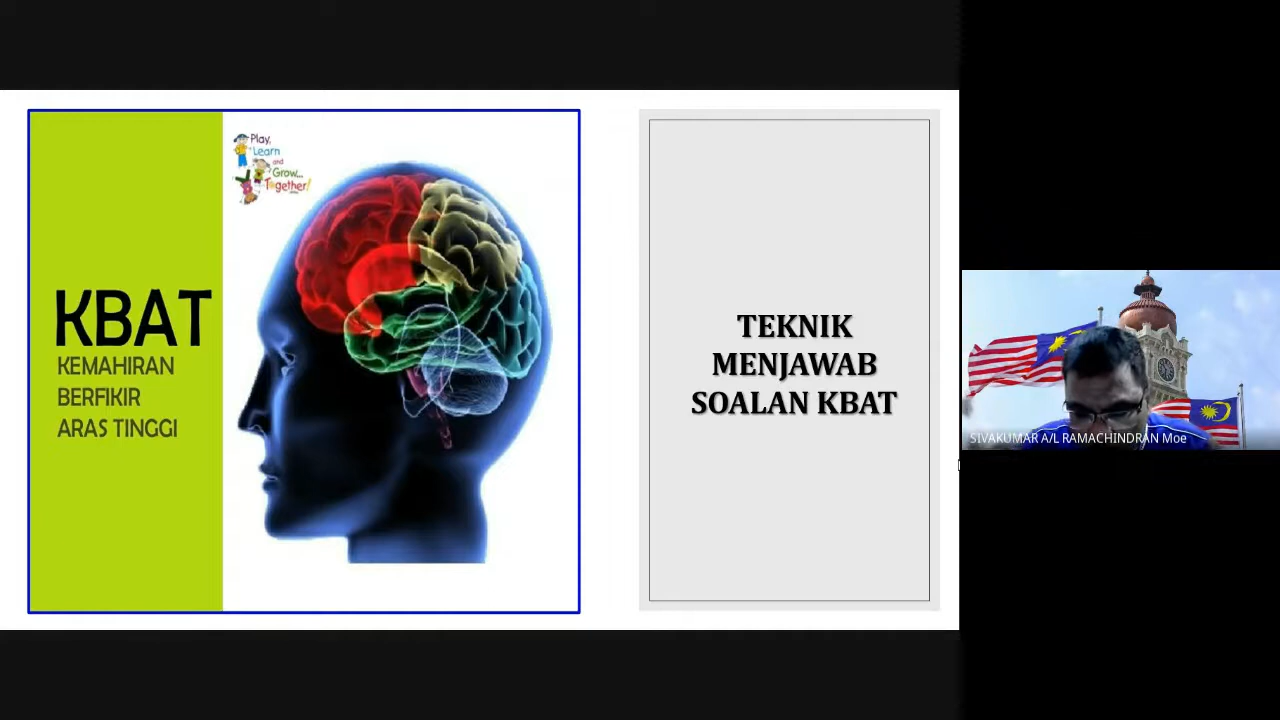 Play,
Learn
and
Grow...
Together!
KBAT
KEMAHIRAN
BERFIKIR
ARAS TINGGI
TEKNIK
MENJAWAB
SOALAN KBAT
SIVAKUMAR A/L RAMACHINDRAN Moe